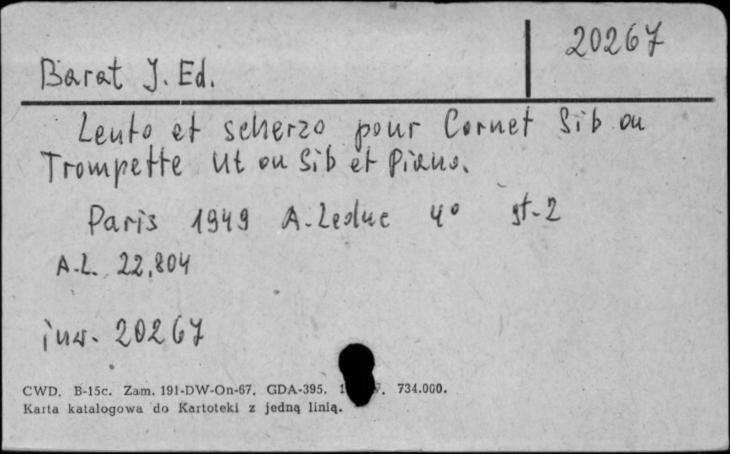 20267
Barat J. Ed.
Lento et scherzo pour Cornet Sib ou
Trompette Ut ou Sib et Piano.
Paris 1949 A. Leduc 4° st. 2
A.L. 22,804
inw. 20267
CWD. B-15c. Zam. 191-DW-On-67. GDA-395. 734.000.
Karta katalogowa do Kartoteki z jedną linią.